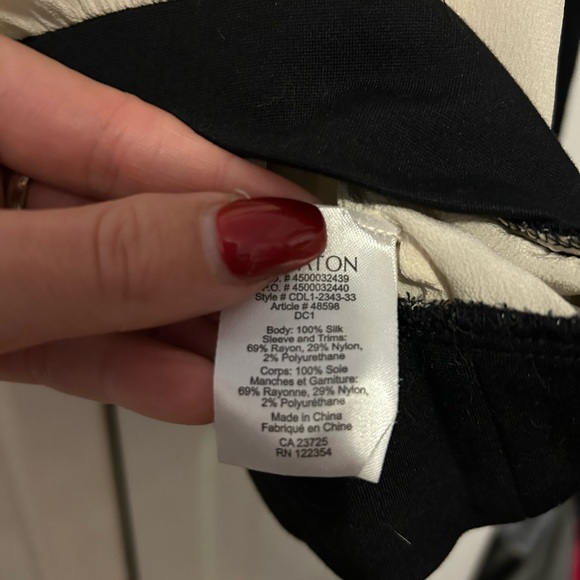 ATON
P.O. # 4500032439
P.O. # 4500032440
Style # CDL1-2343-33
Article # 48598
DC1
Body: 100% Silk
Sleeve and Trims:
69% Rayon, 29% Nylon,
2% Polyurethane
Corps: 100% Soie
Manches et Garniture:
69% Rayonne, 29% Nylon,
2% Polyuréthane
Made in China
Fabriqué en Chine
CA 23725
RN 122354